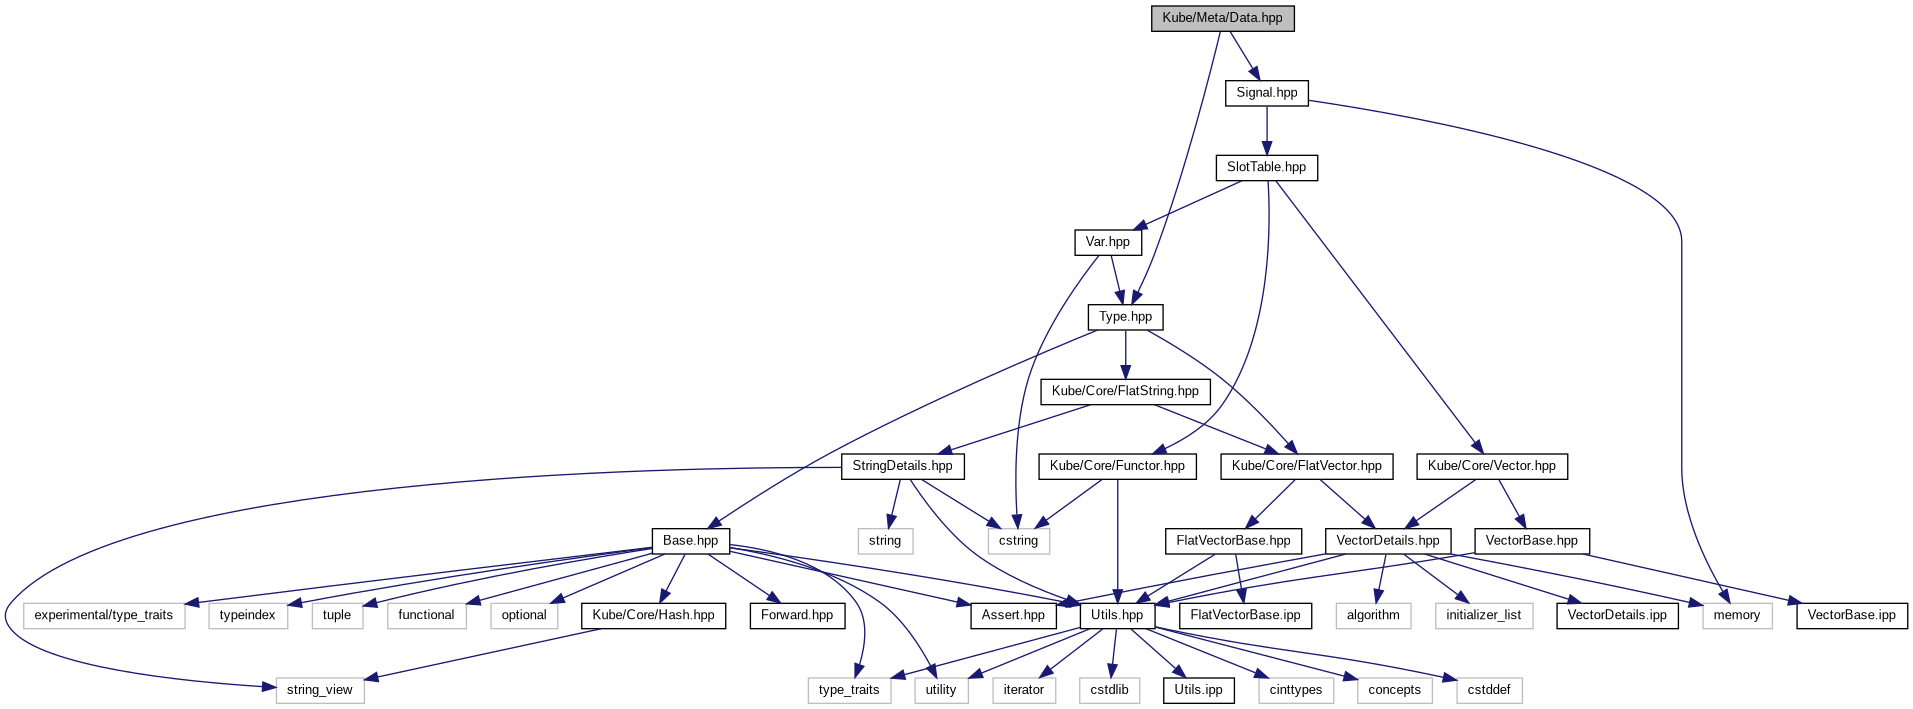 Kube/Meta/Data.hpp
Signal.hpp
SlotTable.hpp
Var.hpp
Type.hpp
Kube/Core/FlatString.hpp
StringDetails.hpp
Kube/Core/Functor.hpp
Kube/Core/FlatVector.hpp
Kube/Core/Vector.hpp
Base.hpp
string
cstring
FlatVectorBase.hpp
VectorDetails.hpp
VectorBase.hpp
experimental/type_traits
typeindex
tuple
functional
optional
Kube/Core/Hash.hpp
Forward.hpp
Assert.hpp
Utils.hpp
FlatVectorBase.ipp
algorithm
initializer_list
VectorDetails.ipp
memory
VectorBase.ipp
string_view
type_traits
utility
iterator
cstdlib
Utils.ipp
cinttypes
concepts
cstddef